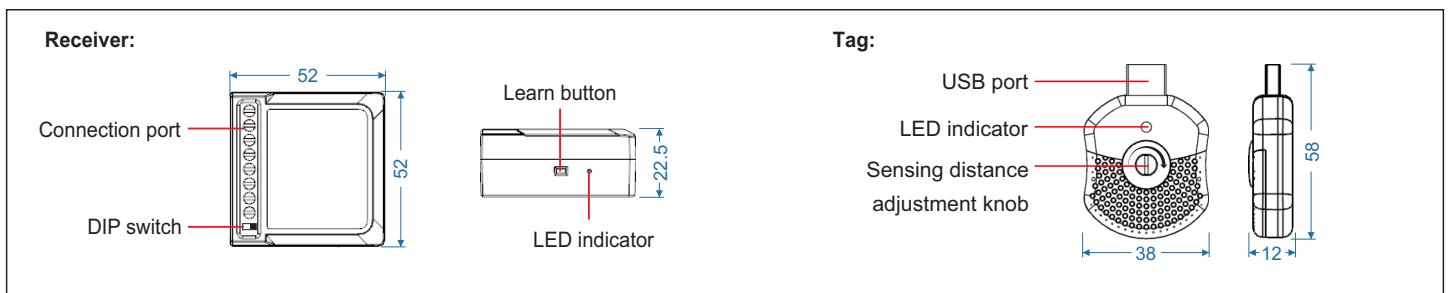 Receiver:
52
Connection port
52
DIP switch
Learn button
22.5
LED indicator
Tag:
USB port
LED indicator
Sensing distance
adjustment knob
58
38
12